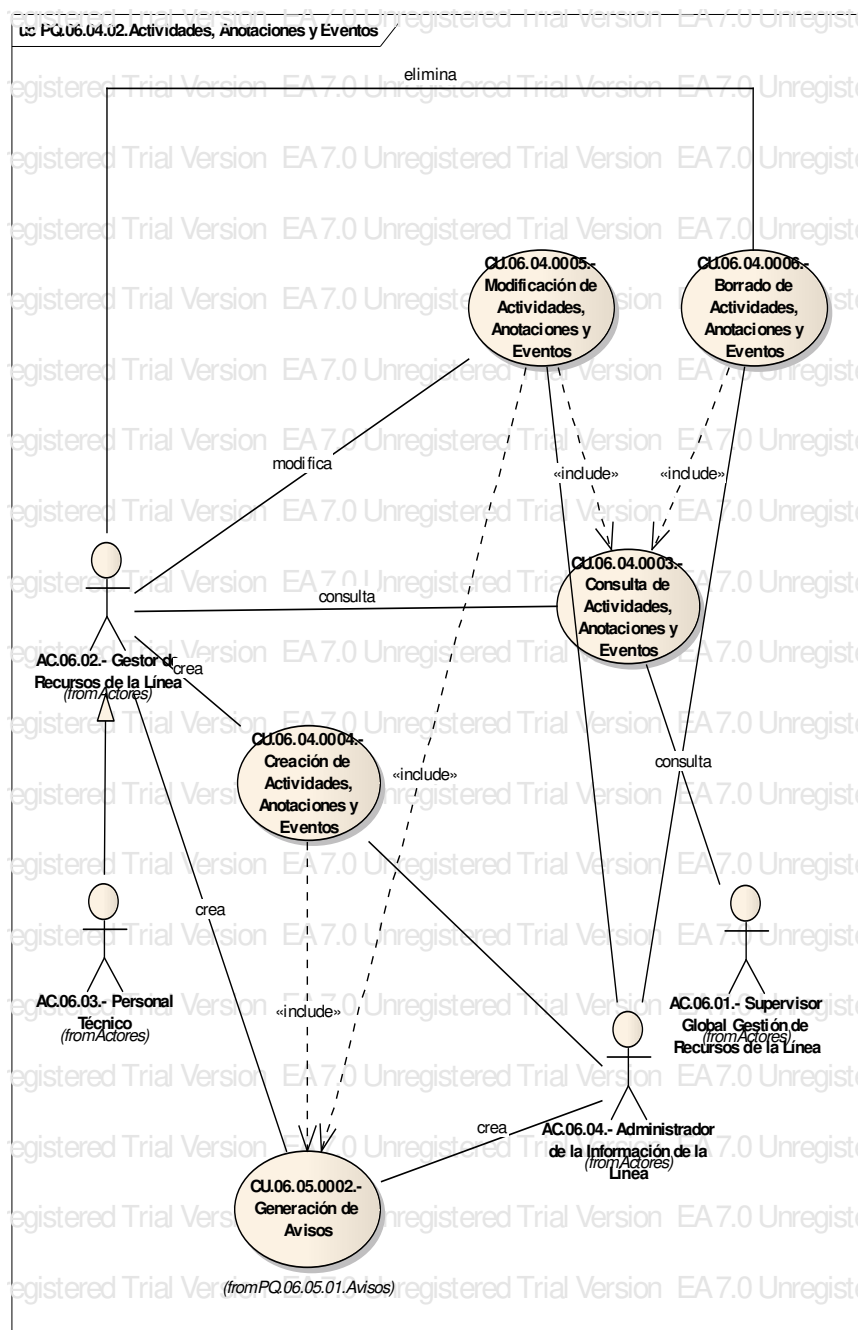 uc PQ.06.04.02.Actividades, Anotaciones y Eventos
elimina
CU.06.04.0005.-
Modificación de
Actividades,
Anotaciones y
Eventos
CU.06.04.0006.-
Borrado de
Actividades,
Anotaciones y
Eventos
modifica
«include»
«include»
CU.06.04.0003.-
Consulta de
Actividades,
Anotaciones y
Eventos
consulta
AC.06.02.- Gestor de
Recursos de la Línea
(from Actores)
crea
CU.06.04.0004.-
Creación de
Actividades,
Anotaciones y
Eventos
«include»
consulta
crea
AC.06.03.- Personal
Técnico
(from Actores)
AC.06.01.- Supervisor
Global Gestión de
Recursos de la Línea
(from Actores)
«include»
AC.06.04.- Administrador
de la Información de la
Línea
(from Actores)
crea
CU.06.05.0002.-
Generación de
Avisos
(from PQ.06.05.01.Avisos)
EA 7.0 Unregistered Trial Version